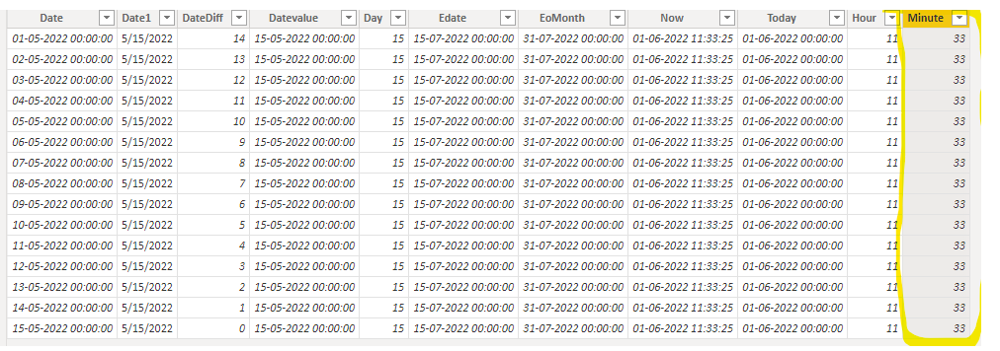 Date Date1 DateDiff Datevalue Day Edate EoMonth Now Today Hour Minute
01-05-2022 00:00:00 5/15/2022 14 15-05-2022 00:00:00 15 15-07-2022 00:00:00 31-07-2022 00:00:00 01-06-2022 11:33:25 01-06-2022 00:00:00 11 33
02-05-2022 00:00:00 5/15/2022 13 15-05-2022 00:00:00 15 15-07-2022 00:00:00 31-07-2022 00:00:00 01-06-2022 11:33:25 01-06-2022 00:00:00 11 33
03-05-2022 00:00:00 5/15/2022 12 15-05-2022 00:00:00 15 15-07-2022 00:00:00 31-07-2022 00:00:00 01-06-2022 11:33:25 01-06-2022 00:00:00 11 33
04-05-2022 00:00:00 5/15/2022 11 15-05-2022 00:00:00 15 15-07-2022 00:00:00 31-07-2022 00:00:00 01-06-2022 11:33:25 01-06-2022 00:00:00 11 33
05-05-2022 00:00:00 5/15/2022 10 15-05-2022 00:00:00 15 15-07-2022 00:00:00 31-07-2022 00:00:00 01-06-2022 11:33:25 01-06-2022 00:00:00 11 33
06-05-2022 00:00:00 5/15/2022 9 15-05-2022 00:00:00 15 15-07-2022 00:00:00 31-07-2022 00:00:00 01-06-2022 11:33:25 01-06-2022 00:00:00 11 33
07-05-2022 00:00:00 5/15/2022 8 15-05-2022 00:00:00 15 15-07-2022 00:00:00 31-07-2022 00:00:00 01-06-2022 11:33:25 01-06-2022 00:00:00 11 33
08-05-2022 00:00:00 5/15/2022 7 15-05-2022 00:00:00 15 15-07-2022 00:00:00 31-07-2022 00:00:00 01-06-2022 11:33:25 01-06-2022 00:00:00 11 33
09-05-2022 00:00:00 5/15/2022 6 15-05-2022 00:00:00 15 15-07-2022 00:00:00 31-07-2022 00:00:00 01-06-2022 11:33:25 01-06-2022 00:00:00 11 33
10-05-2022 00:00:00 5/15/2022 5 15-05-2022 00:00:00 15 15-07-2022 00:00:00 31-07-2022 00:00:00 01-06-2022 11:33:25 01-06-2022 00:00:00 11 33
11-05-2022 00:00:00 5/15/2022 4 15-05-2022 00:00:00 15 15-07-2022 00:00:00 31-07-2022 00:00:00 01-06-2022 11:33:25 01-06-2022 00:00:00 11 33
12-05-2022 00:00:00 5/15/2022 3 15-05-2022 00:00:00 15 15-07-2022 00:00:00 31-07-2022 00:00:00 01-06-2022 11:33:25 01-06-2022 00:00:00 11 33
13-05-2022 00:00:00 5/15/2022 2 15-05-2022 00:00:00 15 15-07-2022 00:00:00 31-07-2022 00:00:00 01-06-2022 11:33:25 01-06-2022 00:00:00 11 33
14-05-2022 00:00:00 5/15/2022 1 15-05-2022 00:00:00 15 15-07-2022 00:00:00 31-07-2022 00:00:00 01-06-2022 11:33:25 01-06-2022 00:00:00 11 33
15-05-2022 00:00:00 5/15/2022 0 15-05-2022 00:00:00 15 15-07-2022 00:00:00 31-07-2022 00:00:00 01-06-2022 11:33:25 01-06-2022 00:00:00 11 33